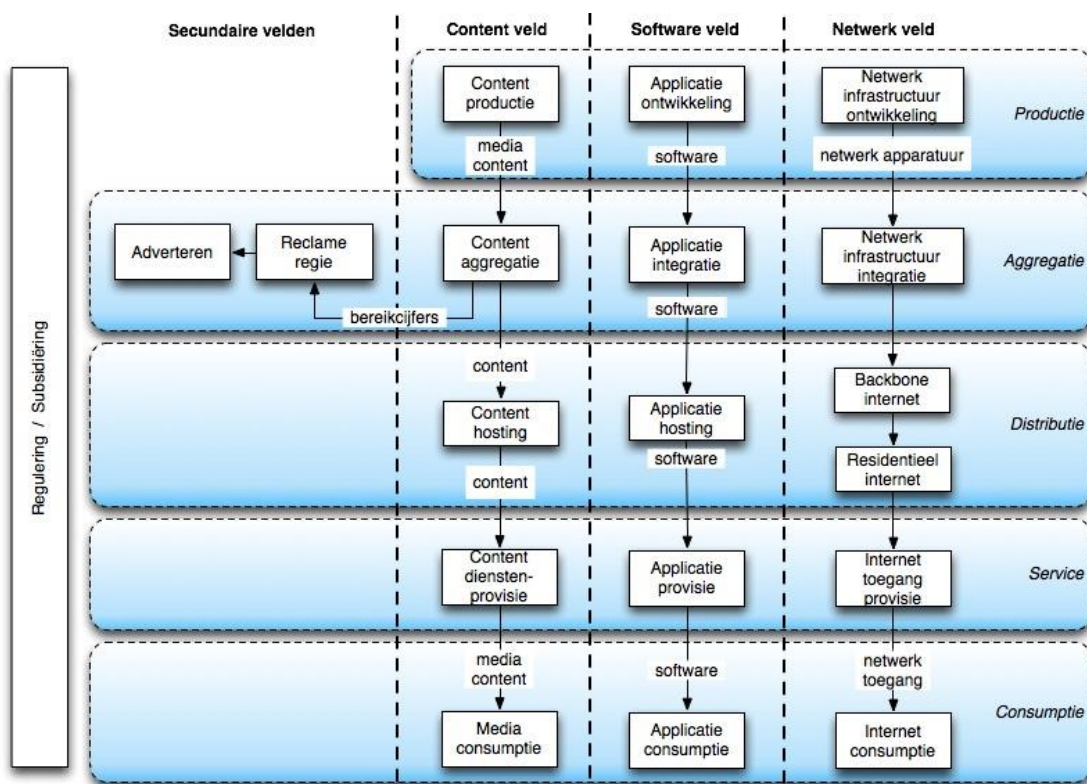 Secundaire velden
Content veld
Software veld
Netwerk veld
Regulering / Subsidiëring
Content
productie
Applicatie
ontwikkeling
Netwerk
infrastructuur
ontwikkeling
Productie
media
content
software
netwerk apparatuur
Adverteren
Reclame
regie
Content
aggregatie
Applicatie
integratie
Netwerk
infrastructuur
integratie
Aggregatie
bereikcijfers
software
content
Content
hosting
Applicatie
hosting
Backbone
internet
Distributie
content
software
Residentieel
internet
Content
diensten-
provisie
Applicatie
provisie
Internet
toegang
provisie
Service
media
content
software
netwerk
toegang
Media
consumptie
Applicatie
consumptie
Internet
consumptie
Consumptie